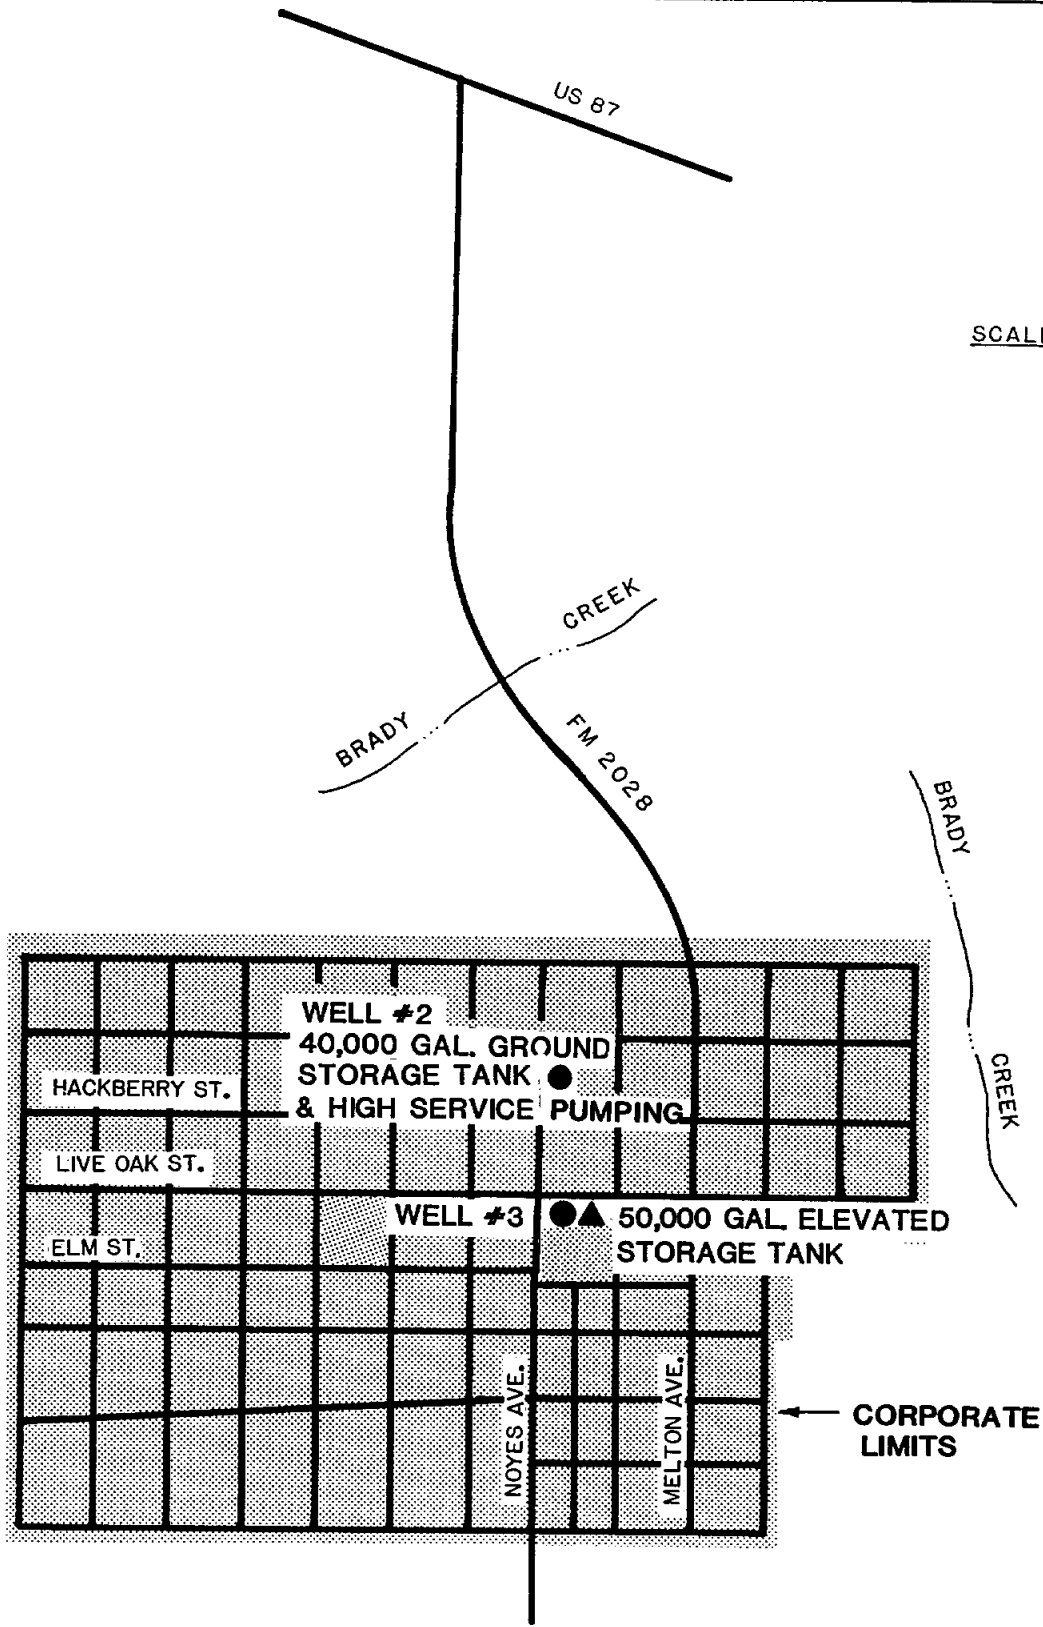 US 87
SCAL
CREEK
BRADY
FM 2028
BRADY
CREEK
WELL #2
40,000 GAL. GROUND
STORAGE TANK
& HIGH SERVICE PUMPING
HACKBERRY ST.
LIVE OAK ST.
WELL #3
50,000 GAL. ELEVATED
STORAGE TANK
ELM ST.
NOYES AVE.
MELTON AVE.
CORPORATE
LIMITS